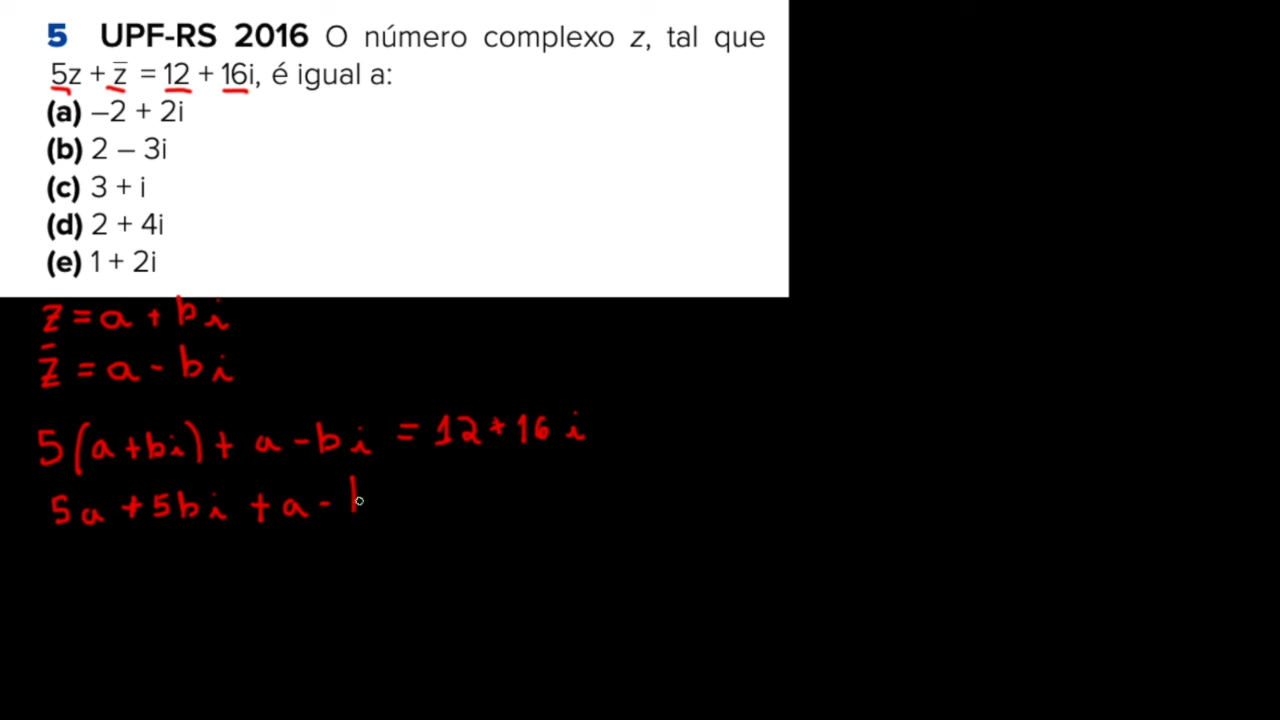 5 UPF-RS 2016 O número complexo z, tal que
5z + z̅ = 12 + 16i, é igual a:
(a) –2 + 2i
(b) 2 – 3i
(c) 3 + i
(d) 2 + 4i
(e) 1 + 2i
z = a + bi
z̅ = a - bi
5(a+bi) + a - bi = 12 + 16i
5a + 5bi + a -